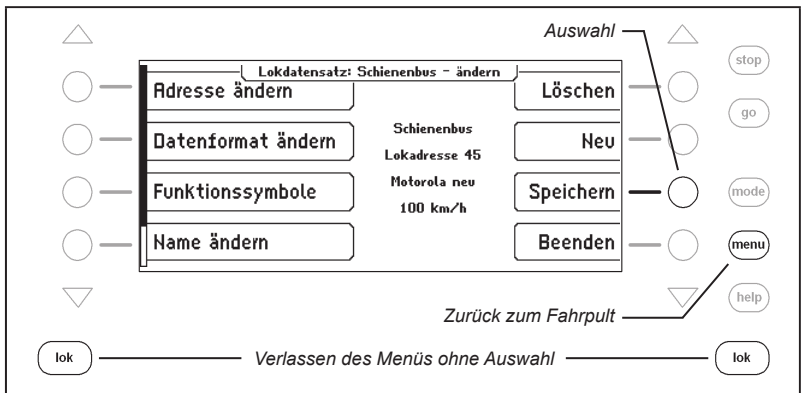 Auswahl
stop
Lokdatensatz: Schienenbus - ändern
Adresse ändern
Löschen
go
Schienenbus
Datenformat ändern
Neu
Lokadresse 45
Motorola neu
Funktionssymbole
Speichern
mode
100 km/h
Name ändern
Beenden
menu
help
Zurück zum Fahrpult
lok
Verlassen des Menüs ohne Auswahl
lok